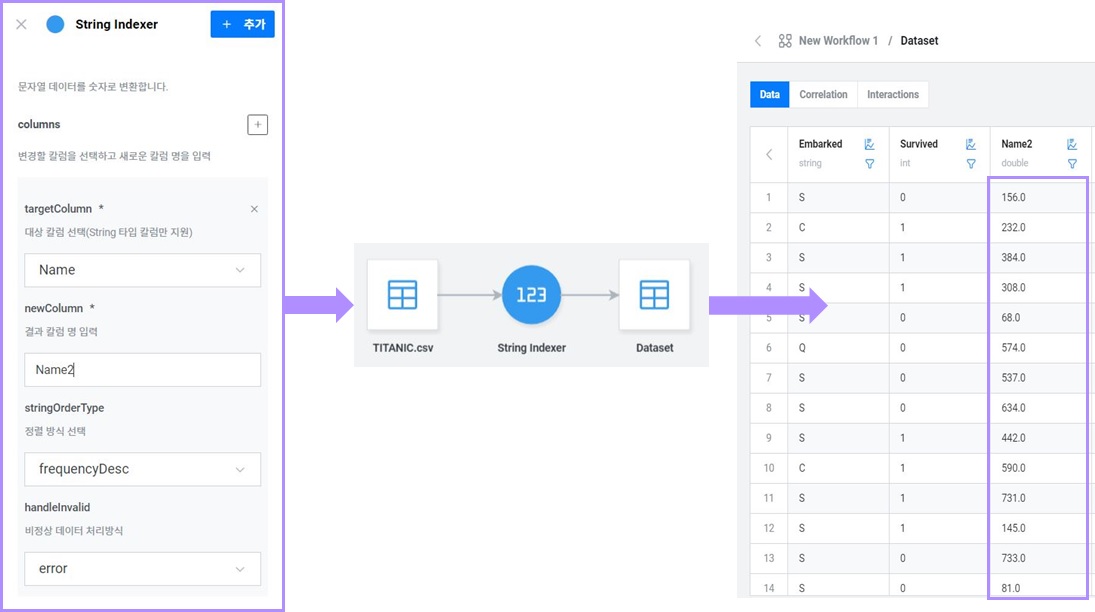 String Indexer
+ 추가
문자열 데이터를 숫자로 변환합니다.
columns
변경할 칼럼을 선택하고 새로운 칼럼 명을 입력
targetColumn *
대상 칼럼 선택(String 타입 칼럼만 지원)
Name
newColumn *
결과 칼럼 명 입력
Name2
stringOrderType
정렬 방식 선택
frequencyDesc
handleInvalid
비정상 데이터 처리방식
error
123
TITANIC.csv String Indexer Dataset
New Workflow 1 / Dataset
Data Correlation Interactions
Embarked Survived Name2
string int double
1 S 0 156.0
2 C 1 232.0
3 S 1 384.0
4 S 1 308.0
5 S 0 68.0
6 Q 0 574.0
7 S 0 537.0
8 S 0 634.0
9 S 1 442.0
10 C 1 590.0
11 S 1 731.0
12 S 1 145.0
13 S 0 733.0
14 S 0 81.0